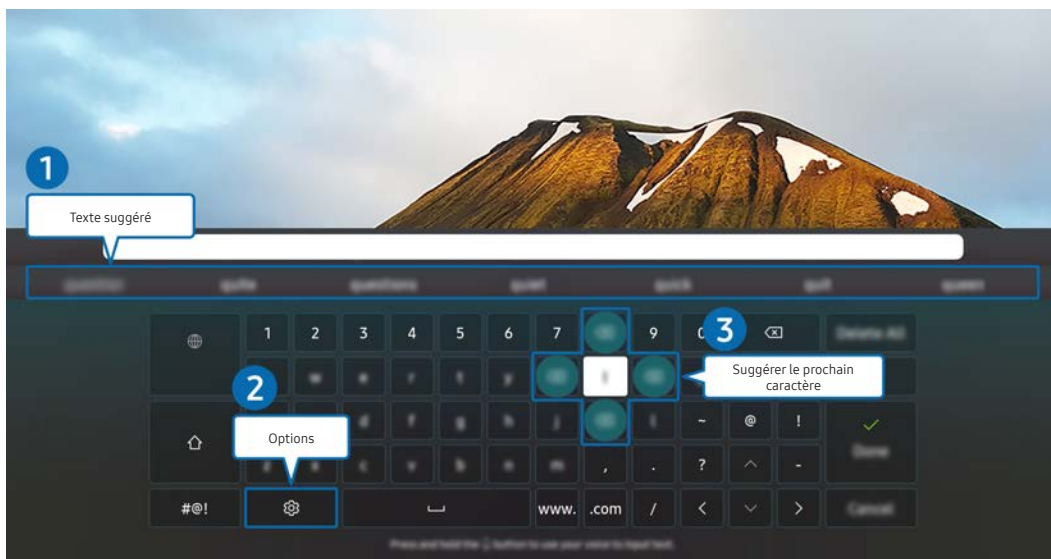 1
Texte suggéré
question quite questions quiet quick quit queen
1 2 3 4 5 6 7 9 3 Delete All
2 Suggérer le prochain
caractère
Options ~ @ !
Done
, . ? ^ -
#@! www. .com / < > Cancel
Press and hold the button to use your voice to input text.